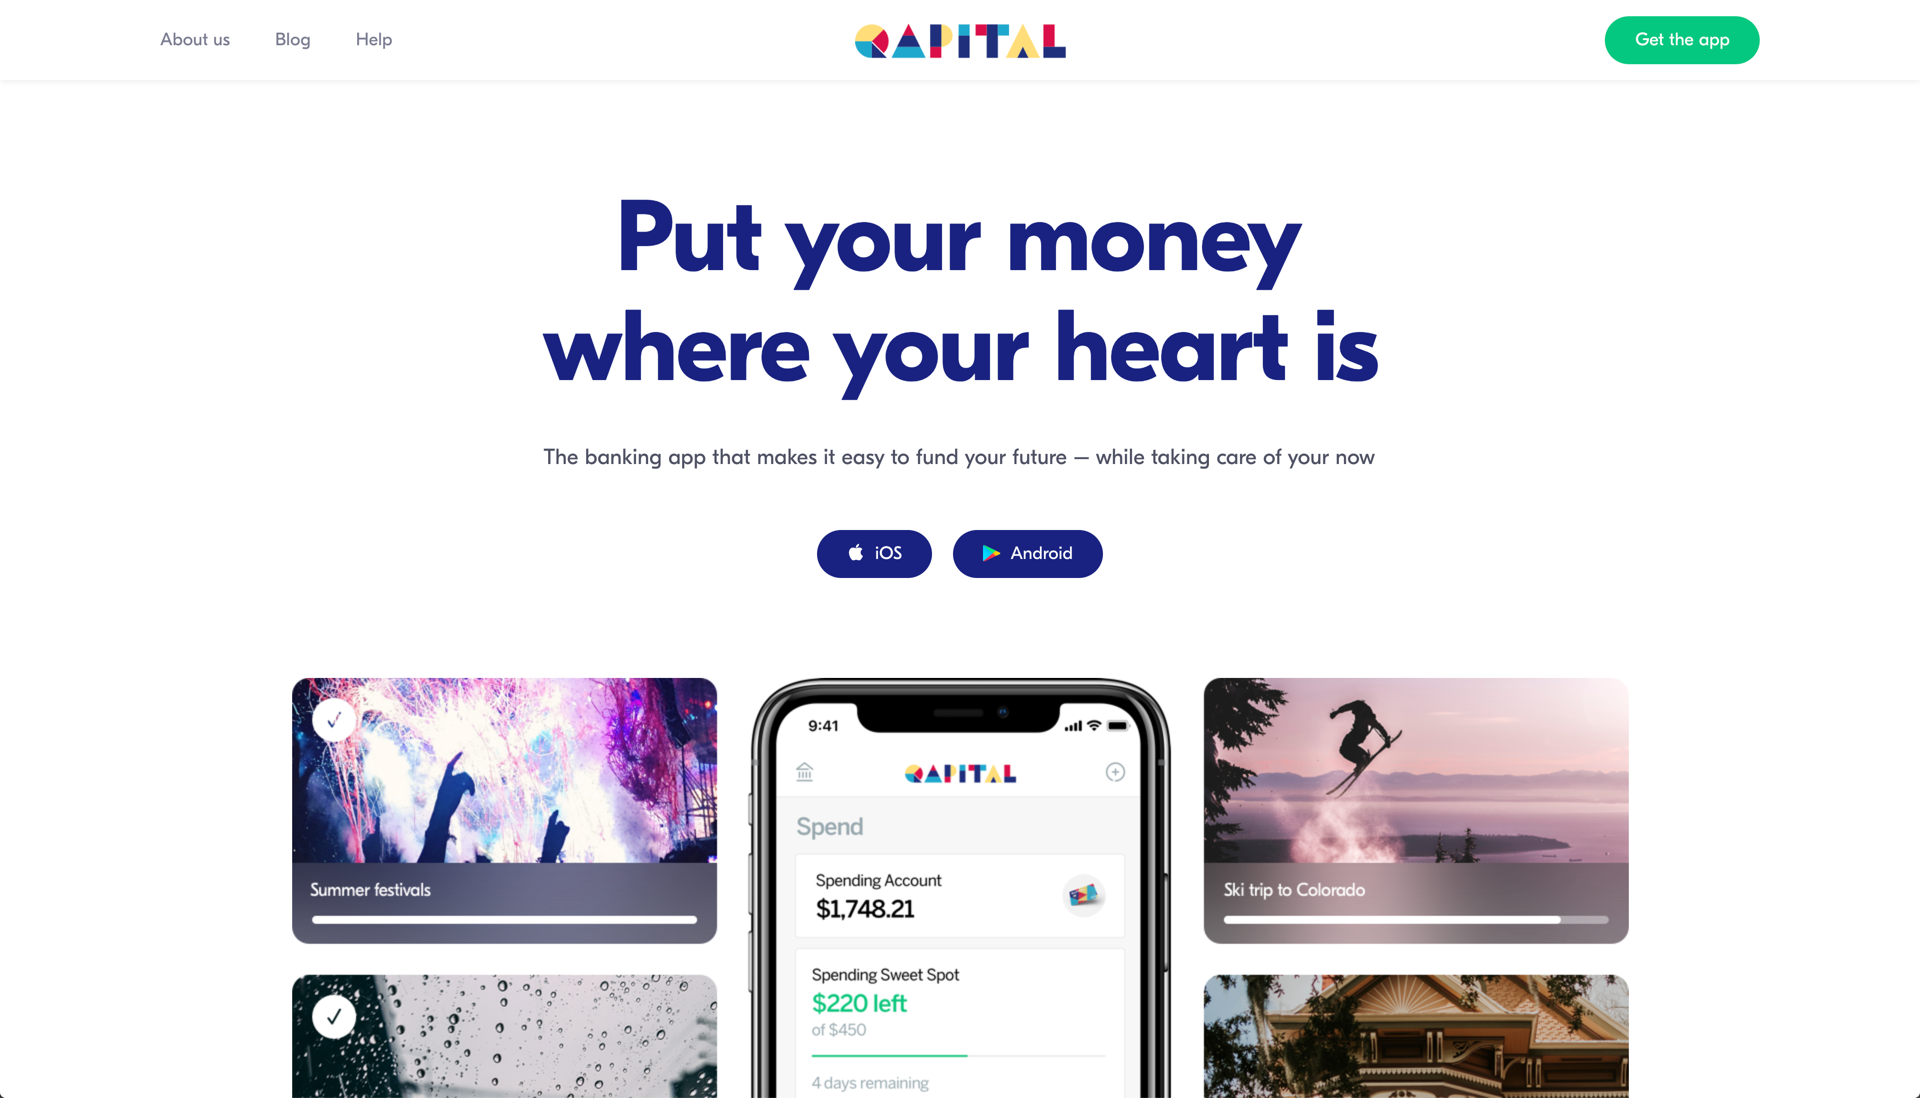 About us
Blog
Help
QAPITAL
Get the app
Put your money
where your heart is
The banking app that makes it easy to fund your future – while taking care of your now
iOS
Android
Summer festivals
9:41
QAPITAL
Spend
Spending Account
$1,748.21
Spending Sweet Spot
$220 left
of $450
4 days remaining
Ski trip to Colorado